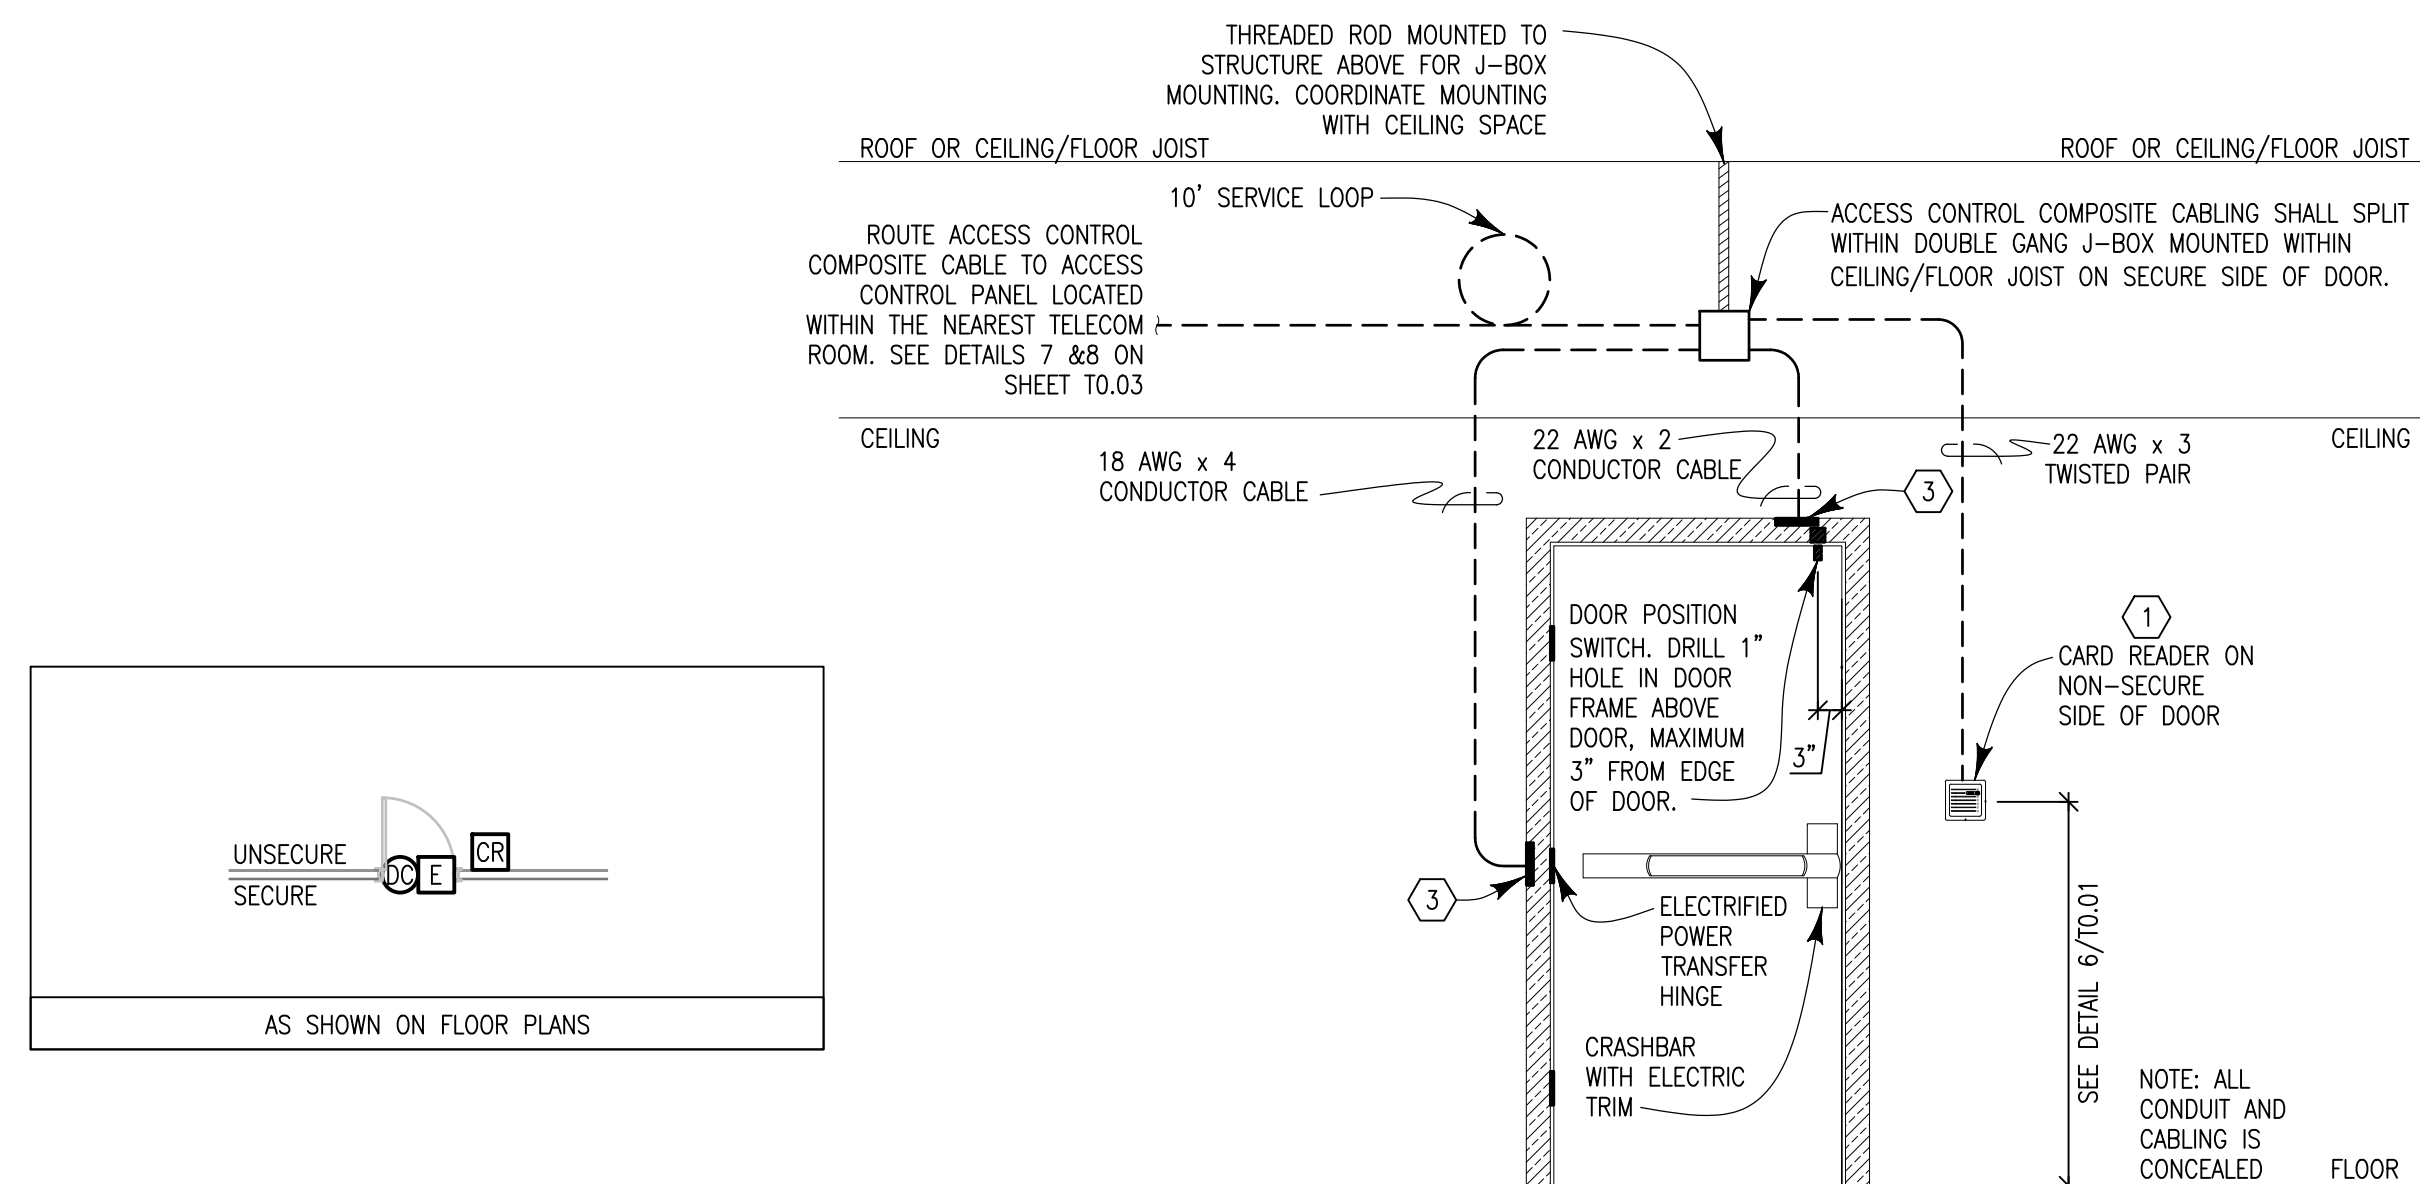 THREADED ROD MOUNTED TO
STRUCTURE ABOVE FOR J-BOX
MOUNTING. COORDINATE MOUNTING
WITH CEILING SPACE
ROOF OR CEILING/FLOOR JOIST
ROOF OR CEILING/FLOOR JOIST
10' SERVICE LOOP
ROUTE ACCESS CONTROL
COMPOSITE CABLE TO ACCESS
CONTROL PANEL LOCATED
WITHIN THE NEAREST TELECOM
ROOM. SEE DETAILS 7 &8 ON
SHEET T0.03
ACCESS CONTROL COMPOSITE CABLING SHALL SPLIT
WITHIN DOUBLE GANG J-BOX MOUNTED WITHIN
CEILING/FLOOR JOIST ON SECURE SIDE OF DOOR.
CEILING
CEILING
18 AWG x 4
CONDUCTOR CABLE
22 AWG x 2
CONDUCTOR CABLE
22 AWG x 3
TWISTED PAIR
3
DOOR POSITION
SWITCH. DRILL 1"
HOLE IN DOOR
FRAME ABOVE
DOOR, MAXIMUM
3" FROM EDGE
OF DOOR.
3"
1
CARD READER ON
NON-SECURE
SIDE OF DOOR
UNSECURE
SECURE
DC
E
CR
AS SHOWN ON FLOOR PLANS
3
ELECTRIFIED
POWER
TRANSFER
HINGE
CRASHBAR
WITH ELECTRIC
TRIM
SEE DETAIL 6/T0.01
NOTE: ALL
CONDUIT AND
CABLING IS
CONCEALED
FLOOR